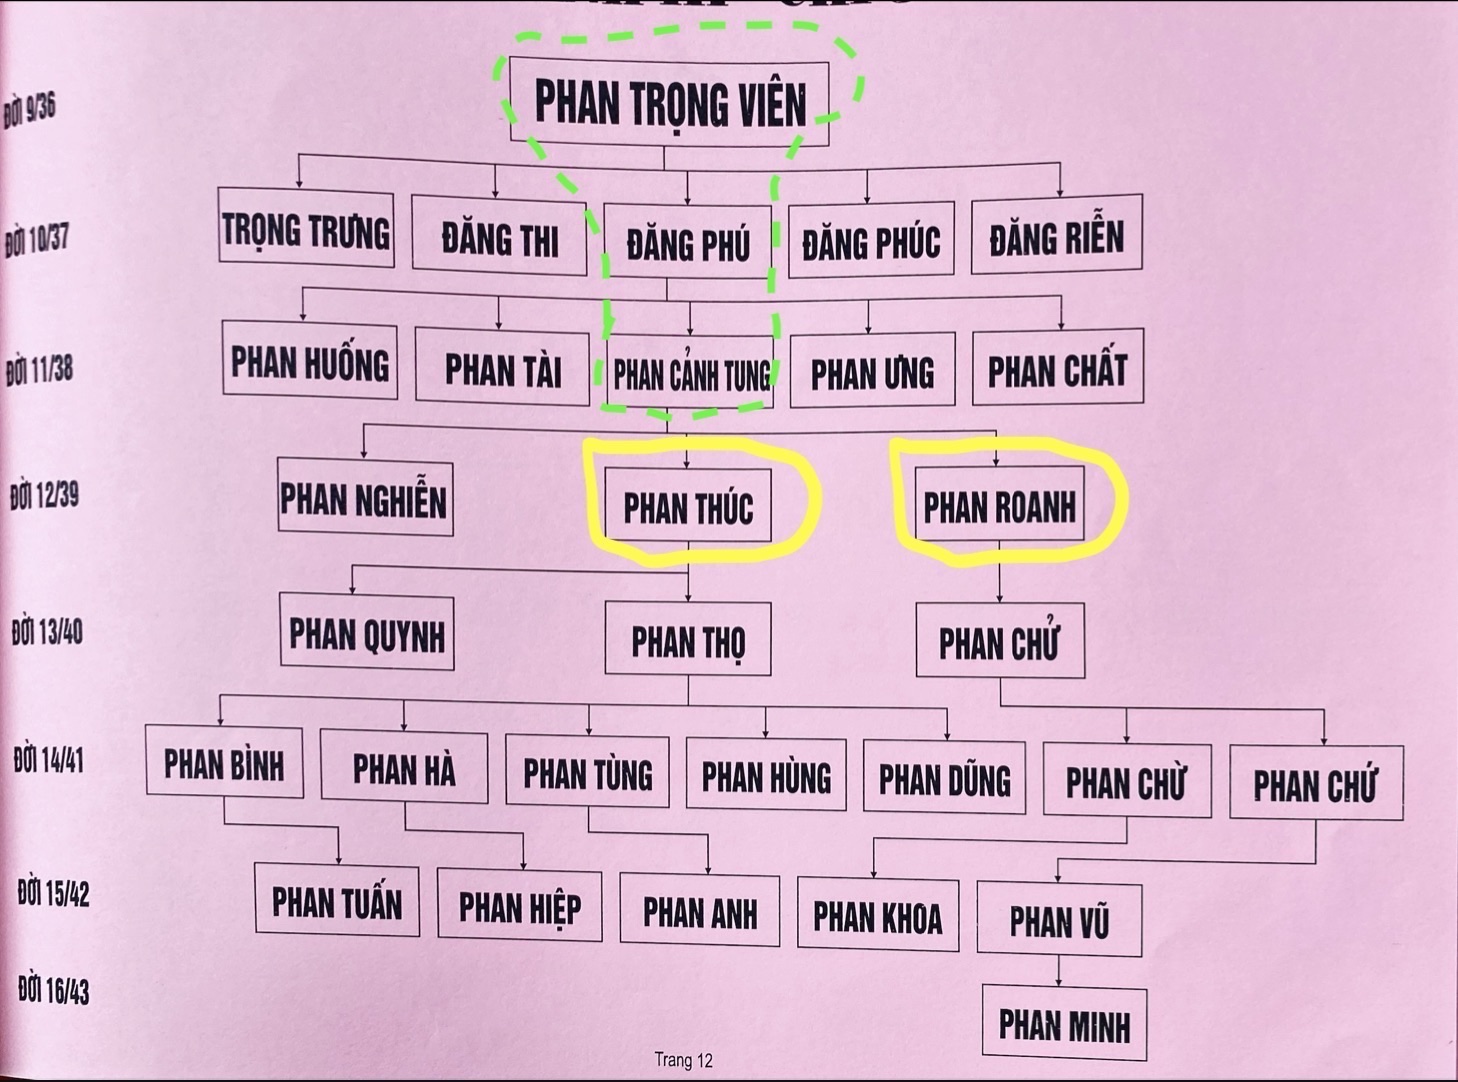 ĐỜI 9/36
PHAN TRỌNG VIÊN
ĐỜI 10/37
TRỌNG TRƯNG
ĐĂNG THI
ĐĂNG PHÚ
ĐĂNG PHÚC
ĐĂNG RIỄN
ĐỜI 11/38
PHAN HUỐNG
PHAN TÀI
PHAN CẢNH TUNG
PHAN ƯNG
PHAN CHẤT
ĐỜI 12/39
PHAN NGHIỄN
PHAN THÚC
PHAN ROANH
ĐỜI 13/40
PHAN QUYNH
PHAN THỌ
PHAN CHỬ
ĐỜI 14/41
PHAN BÌNH
PHAN HÀ
PHAN TÙNG
PHAN HÙNG
PHAN DŨNG
PHAN CHỪ
PHAN CHỨ
ĐỜI 15/42
PHAN TUẤN
PHAN HIỆP
PHAN ANH
PHAN KHOA
PHAN VŨ
ĐỜI 16/43
PHAN MINH
Trang 12